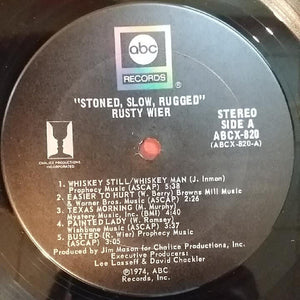 abc
RECORDS
"STONED, SLOW, RUGGED"
RUSTY WIER
STEREO
SIDE A
ABCX-820
(ABCX-820-A)
CHALICE PRODUCTIONS
INCORPORATED
1. WHISKEY STILL/WHISKEY MAN (J. Inmon)
Prophecy Music (ASCAP) 5:38
2. EASIER TO HURT (W. Berry) Browns Mill Music
& Warner Bros. Music (ASCAP) 2:26
3. TEXAS MORNING (M. Murphy)
Mystery Music, Inc. (BMI) 4:40
4. PAINTED LADY (W. Ramsey)
Wishbone Music (ASCAP) 3:31
5. BUSTED (R. Wier) Prophecy Music
(ASCAP) 3:05
Produced by Jim Mason for Chalice Productions, Inc.
Executive Producers:
Lee Lasseff & David Chackler
©1974, ABC
Records, Inc.